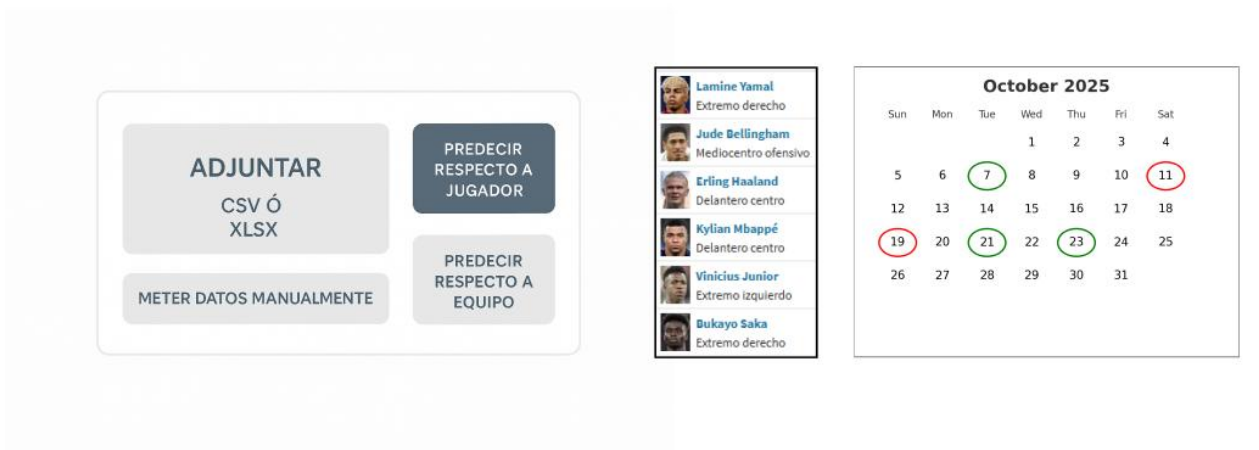 ADJUNTAR
CSV Ó
XLSX
METER DATOS MANUALMENTE
PREDECIR
RESPECTO A
JUGADOR
PREDECIR
RESPECTO A
EQUIPO
Lamine Yamal
Extremo derecho
Jude Bellingham
Mediocentro ofensivo
Erling Haaland
Delantero centro
Kylian Mbappé
Delantero centro
Vinicius Junior
Extremo izquierdo
Bukayo Saka
Extremo derecho
October 2025
Sun Mon Tue Wed Thu Fri Sat
1 2 3 4
5 6 7 8 9 10 11
12 13 14 15 16 17 18
19 20 21 22 23 24 25
26 27 28 29 30 31